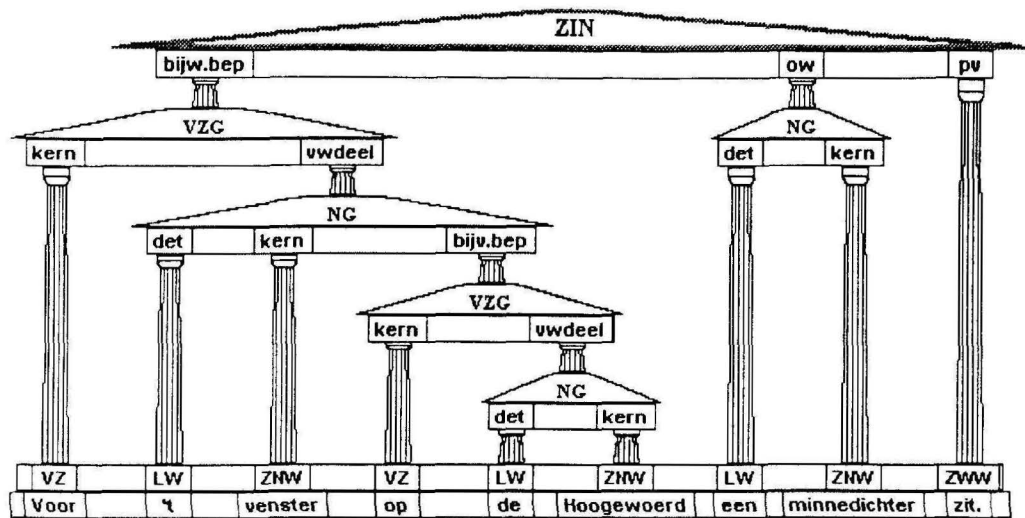 ZIN
bijw.bep ow pv
VZG NG
kern vwdeel det kern
NG
det kern bijv.bep
VZG
kern vwdeel
NG
det kern
VZ LW ZNW VZ LW ZNW LW ZNW ZWW
Voor 't venster op de Hoogewoerd een minnedichter zit.